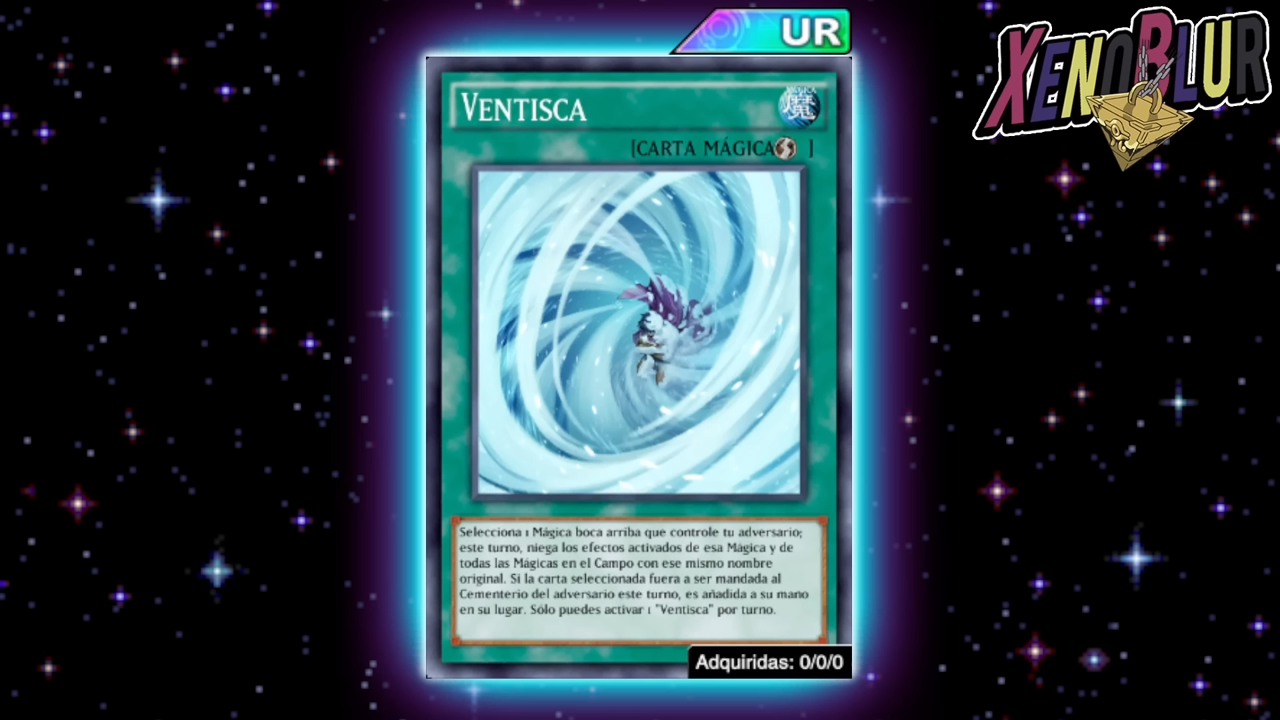 UR
XENOBLUR
VENTISCA
[CARTA MÁGICA ]
Selecciona 1 Mágica boca arriba que controle tu adversario;
este turno, niega los efectos activados de esa Mágica y de
todas las Mágicas en el Campo con ese mismo nombre
original. Si la carta seleccionada fuera a ser mandada al
Cementerio del adversario este turno, es añadida a su mano
en su lugar. Sólo puedes activar 1 "Ventisca" por turno.
Adquiridas: 0/0/0